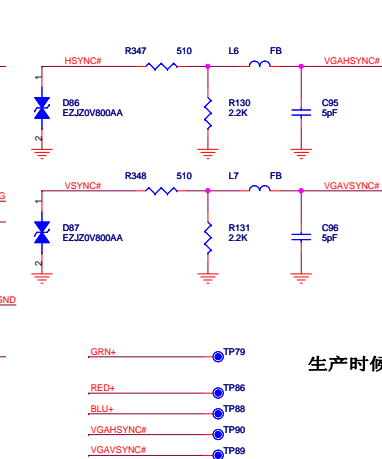 R347 510 L6 FB
HSYNC# VGAHSYNC#
1
D86 R130 C95
EZJZ0V800AA 2.2K 5pF
2
R348 510 L7 FB
VSYNC# VGAVSYNC#
G
1
D87 R131 C96
EZJZ0V800AA 2.2K 5pF
2
GND
GRN+ TP79
生产时候
RED+ TP86
BLU+ TP88
VGAHSYNC# TP90
VGAVSYNC# TP89